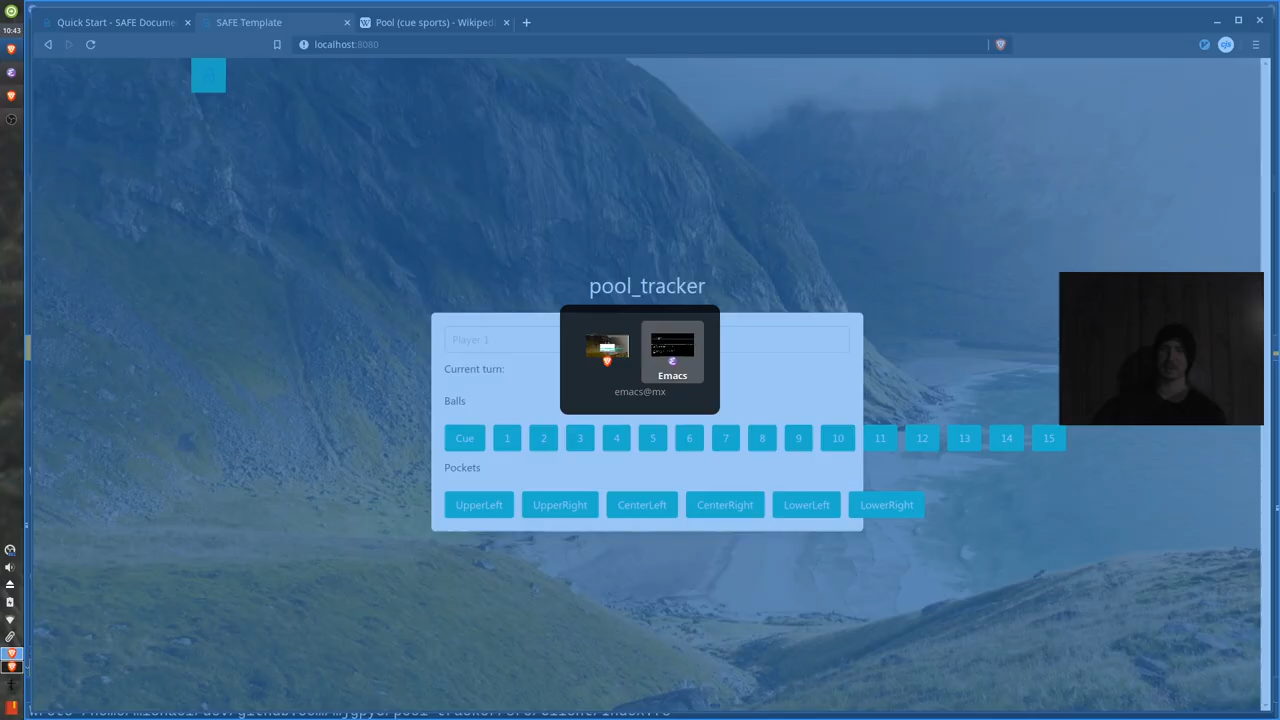 10:43
Quick Start - SAFE Docume
SAFE Template
Pool (cue sports) - Wikiped
localhost:8080
pool_tracker
Player 1
Current turn:
Balls
Cue 1 2 3 4 5 6 7 8 9 10 11 12 13 14 15
Pockets
UpperLeft UpperRight CenterLeft CenterRight LowerLeft LowerRight
Emacs
emacs@mx